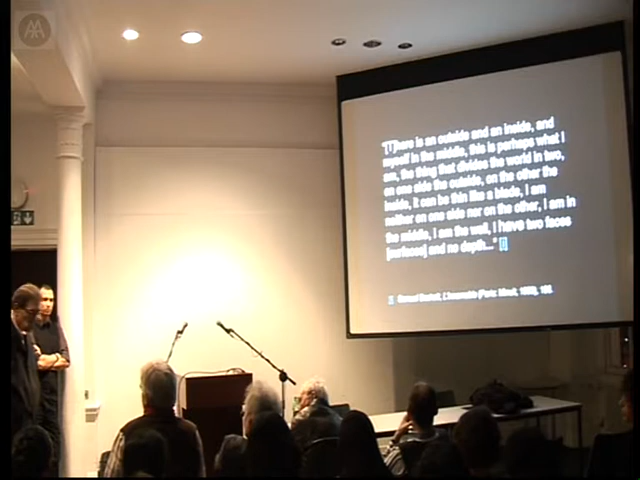 AA
"[T]here is an outside and an inside, and
myself in the middle, this is perhaps what I
am, the thing that divides the world in two,
on one side the outside, on the other the
inside, it can be thin like a blade, I am
neither on one side nor on the other, I am in
the middle, I am the wall, I have two faces
[surfaces] and no depth..." [1]